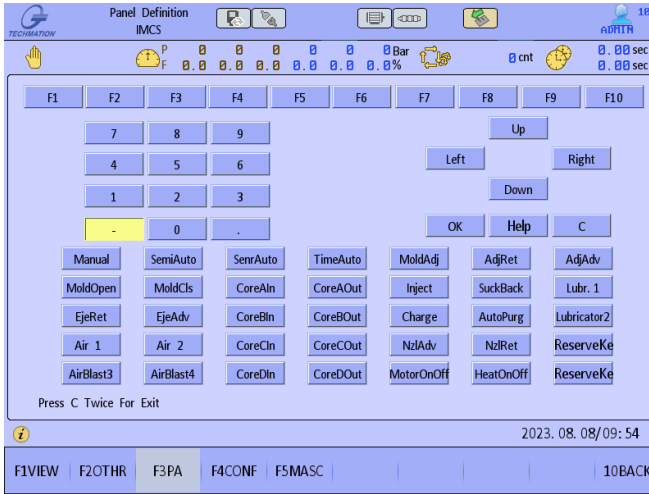 Panel Definition
IMCS
TECHMATION
10
ADMIN
P 0 0 0 0 0 0 Bar
F 0.0 0.0 0.0 0.0 0.0 0.0 %
0 cnt
0.00 sec
0.00 sec
F1 F2 F3 F4 F5 F6 F7 F8 F9 F10
7 8 9
Up
4 5 6
Left Right
1 2 3
Down
- 0 .
OK Help C
Manual SemiAuto SenrAuto TimeAuto MoldAdj AdjRet AdjAdv
MoldOpen MoldCls CoreAIn CoreAOut Inject SuckBack Lubr. 1
EjeRet EjeAdv CoreBIn CoreBOut Charge AutoPurg Lubricator2
Air 1 Air 2 CoreCIn CoreCOut NzlAdv NzlRet ReserveKe
AirBlast3 AirBlast4 CoreDIn CoreDOut MotorOnOff HeatOnOff ReserveKe
Press C Twice For Exit
i
2023. 08. 08/09: 54
F1VIEW F2OTHR F3PA F4CONF F5MASC 10BACK